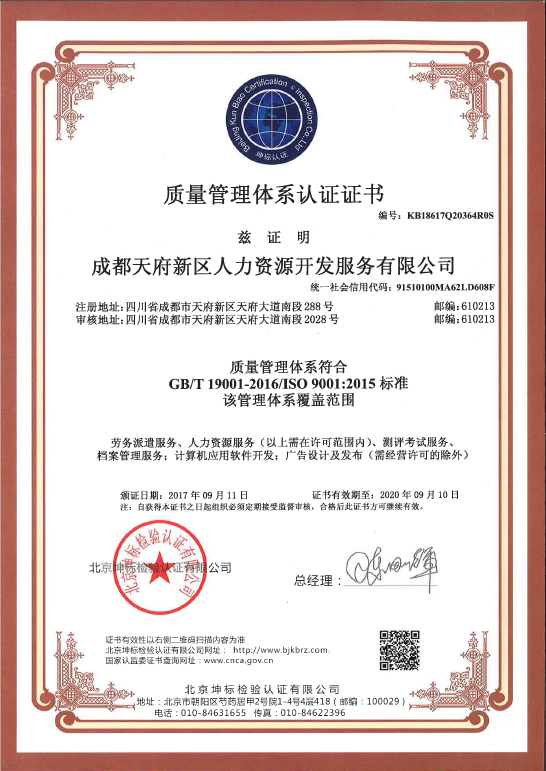 BeiJing Kun Biao Certification & Inspection Co.,Ltd
坤标认证
质量管理体系认证证书
编号：KB18617Q20364R0S
兹 证 明
成都天府新区人力资源开发服务有限公司
统一社会信用代码：91510100MA62LD608F
注册地址：四川省成都市天府新区天府大道南段 288 号 邮编：610213
审核地址：四川省成都市天府新区天府大道南段 2028 号 邮编：610213
质量管理体系符合
GB/T 19001-2016/ISO 9001:2015 标准
该管理体系覆盖范围
劳务派遣服务、人力资源服务（以上需在许可范围内）、测评考试服务、
档案管理服务；计算机应用软件开发；广告设计及发布（需经营许可的除外）
颁证日期：2017 年 09 月 11 日 证书有效期至：2020 年 09 月 10 日
注：自获得本证书之日起组织必须定期接受监督审核，合格后此证书方可继续有效。
北京坤标检验认证有限公司
北京坤标检验认证有限公司
总经理：
证书有效性以右侧二维码扫描内容为准
北京坤标检验认证有限公司网址： http://www.bjkbrz.com.
国家认监委证书查询网址：www.cnca.gov.cn
北京坤标检验认证有限公司
地址：北京市朝阳区芍药居甲2号院1-4号4层418（邮编：100029）
电话：010-84631655 传真：010-84622396